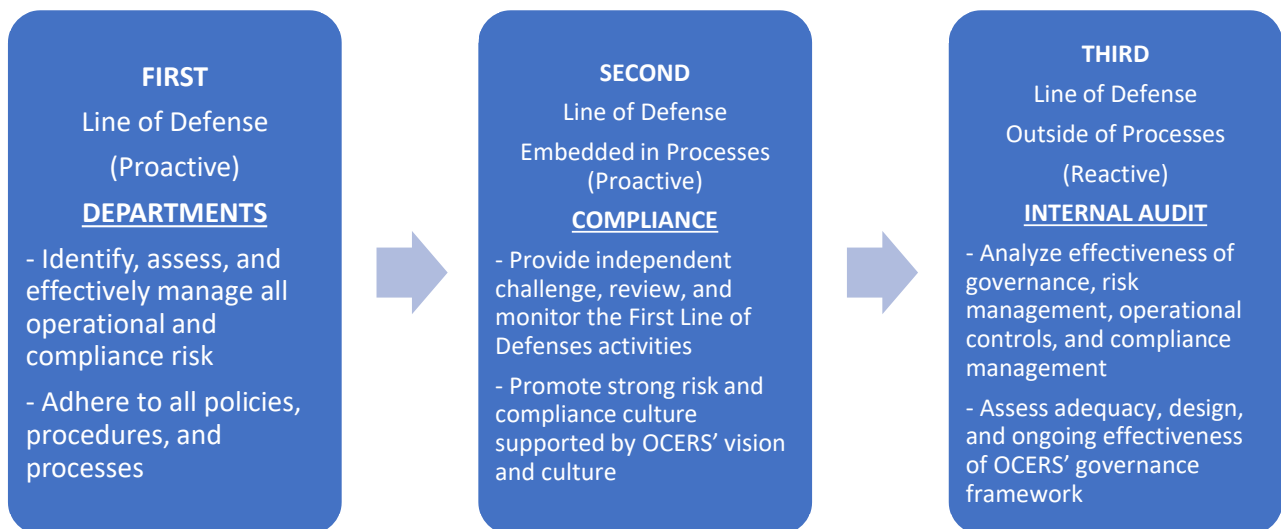 FIRST
Line of Defense
(Proactive)
DEPARTMENTS
- Identify, assess, and
effectively manage all
operational and
compliance risk
- Adhere to all policies,
procedures, and
processes
SECOND
Line of Defense
Embedded in Processes
(Proactive)
COMPLIANCE
- Provide independent
challenge, review, and
monitor the First Line of
Defenses activities
- Promote strong risk and
compliance culture
supported by OCERS’ vision
and culture
THIRD
Line of Defense
Outside of Processes
(Reactive)
INTERNAL AUDIT
- Analyze effectiveness of
governance, risk
management, operational
controls, and compliance
management
- Assess adequacy, design,
and ongoing effectiveness
of OCERS’ governance
framework